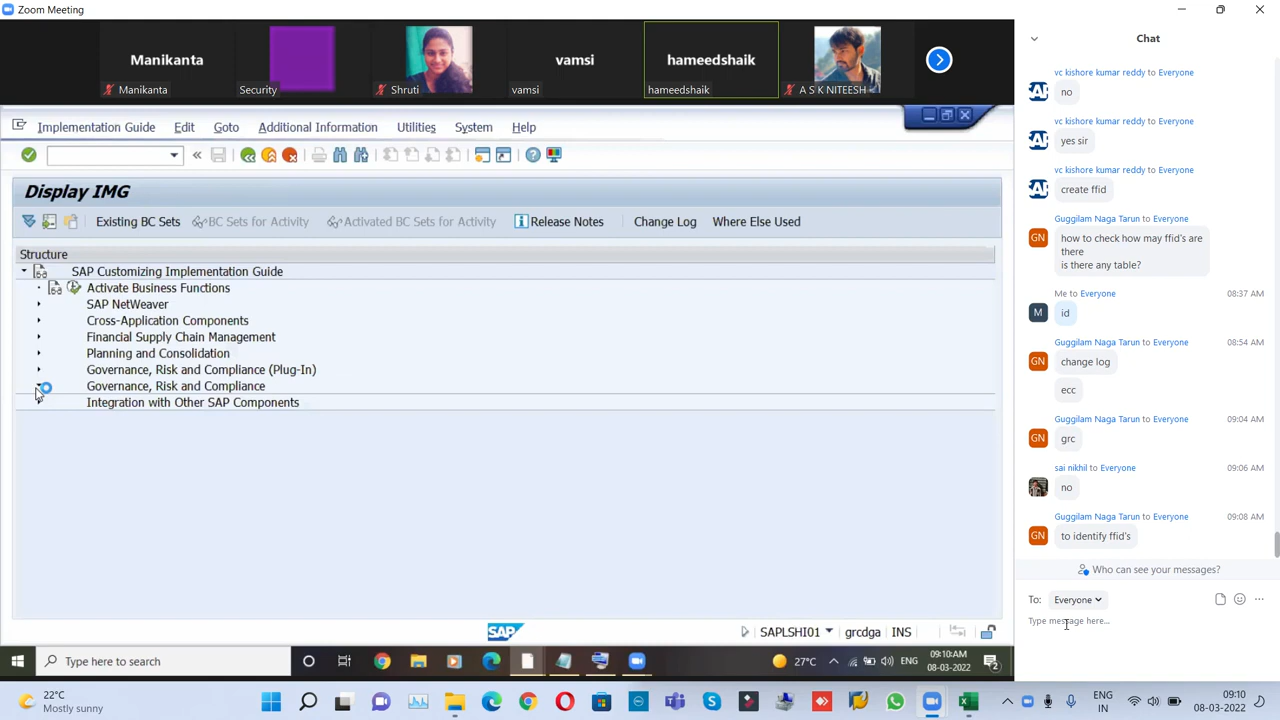 Zoom Meeting
Manikanta
vamsi
hameedshaik
Manikanta
Security
Shruti
vamsi
hameedshaik
A S K NITEESH
Implementation Guide Edit Goto Additional Information Utilities System Help
Display IMG
Existing BC Sets BC Sets for Activity Activated BC Sets for Activity Release Notes Change Log Where Else Used
Structure
SAP Customizing Implementation Guide
Activate Business Functions
SAP NetWeaver
Cross-Application Components
Financial Supply Chain Management
Planning and Consolidation
Governance, Risk and Compliance (Plug-In)
Governance, Risk and Compliance
Integration with Other SAP Components
SAP
SAPLSHI01 grcdga INS
Type here to search
27°C ENG
09:10:AM
08-03-2022
2
Chat
vc kishore kumar reddy to Everyone
SAP
no
vc kishore kumar reddy to Everyone
SAP
yes sir
vc kishore kumar reddy to Everyone
SAP
create ffid
Guggilam Naga Tarun to Everyone
GN
how to check how may ffid's are
there
is there any table?
Me to Everyone 08:37 AM
M
id
Guggilam Naga Tarun to Everyone 08:54 AM
GN
change log
ecc
Guggilam Naga Tarun to Everyone 09:04 AM
GN
grc
sai nikhil to Everyone 09:06 AM
no
Guggilam Naga Tarun to Everyone 09:08 AM
GN
to identify ffid's
Who can see your messages?
To: Everyone
Type message here...
22°C
Mostly sunny
ENG
IN
09:10
08-03-2022